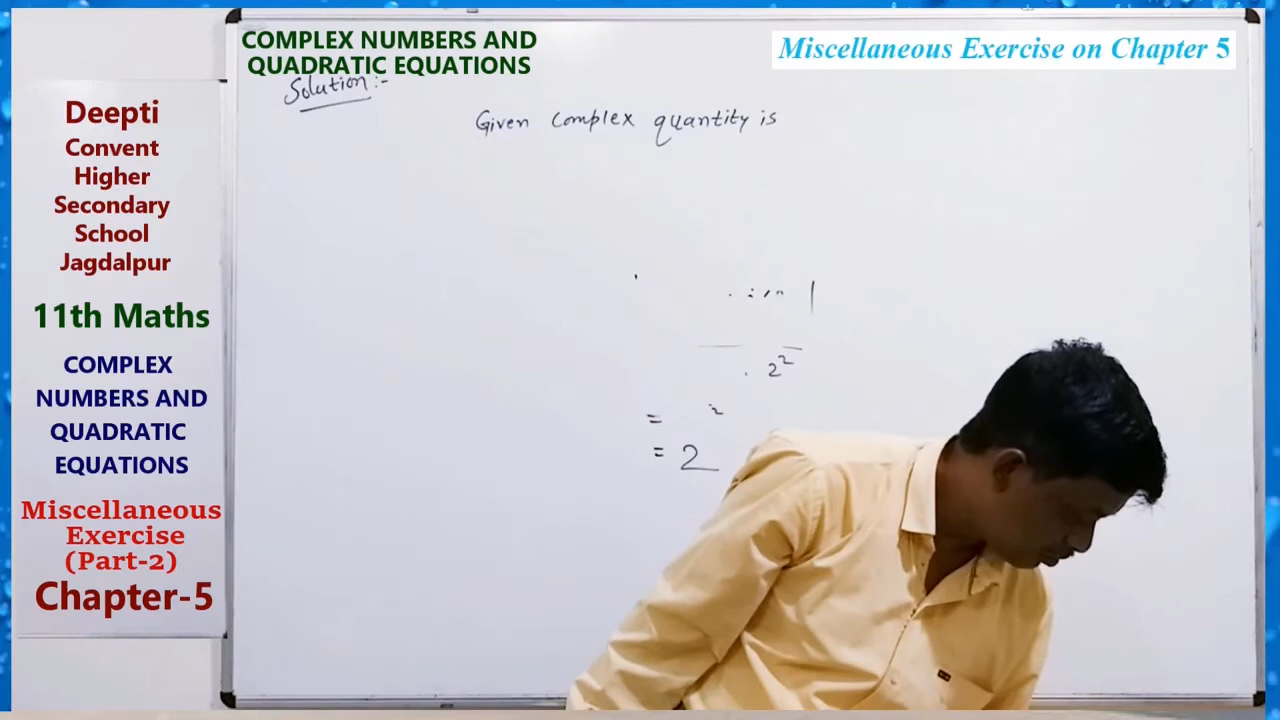 COMPLEX NUMBERS AND
QUADRATIC EQUATIONS
Miscellaneous Exercise on Chapter 5
Solution :-
Given complex quantity is
2²
=
= 2
Deepti
Convent
Higher
Secondary
School
Jagdalpur
11th Maths
COMPLEX
NUMBERS AND
QUADRATIC
EQUATIONS
Miscellaneous
Exercise
(Part-2)
Chapter-5